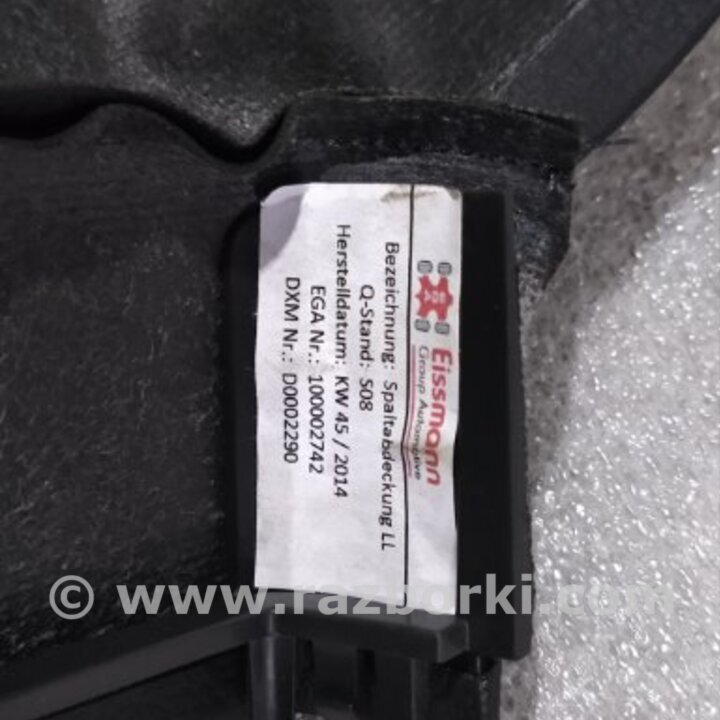 EGA
Eissmann
Group Automotive
Bezeichnung: Spaltabdeckung LL
Q-Stand: S08
Herstelldatum: KW 45 / 2014
EGA Nr.: 100002742
DXM Nr.: D0002290
© www.razborki.com